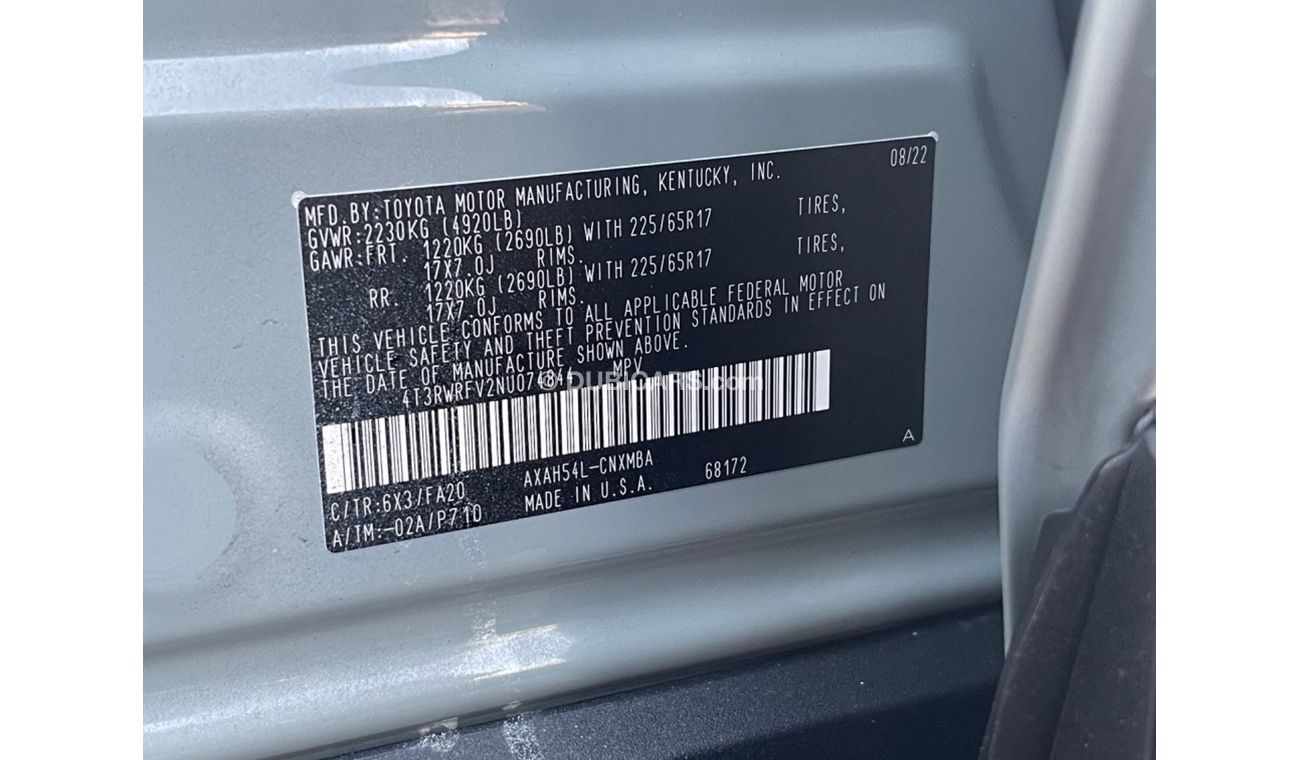 08/22
MFD.BY:TOYOTA MOTOR MANUFACTURING, KENTUCKY, INC.
GVWR:2230KG (4920LB)
GAWR:FRT. 1220KG (2690LB) WITH 225/65R17 TIRES,
17X7.0J RIMS.
RR. 1220KG (2690LB) WITH 225/65R17 TIRES,
17X7.0J RIMS.
THIS VEHICLE CONFORMS TO ALL APPLICABLE FEDERAL MOTOR
VEHICLE SAFETY AND THEFT PREVENTION STANDARDS IN EFFECT ON
THE DATE OF MANUFACTURE SHOWN ABOVE.
MPV
© DUBICARS.com
A
C/TR:6X3/FA20 AXAH54L-CNXMBA 68172
A/TM:-02A/P710 MADE IN U.S.A.